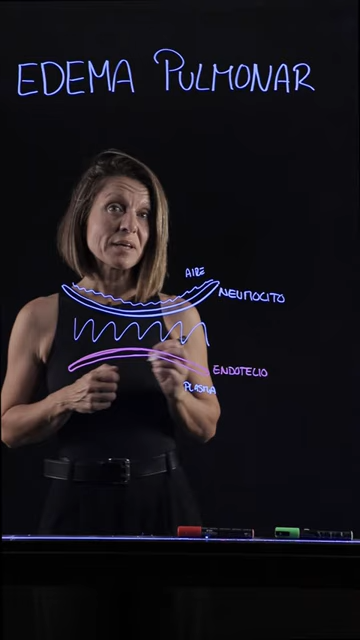 EDEMA PULMONAR
AIRE
NEUMOCITO
ENDOTELIO
PLASMA